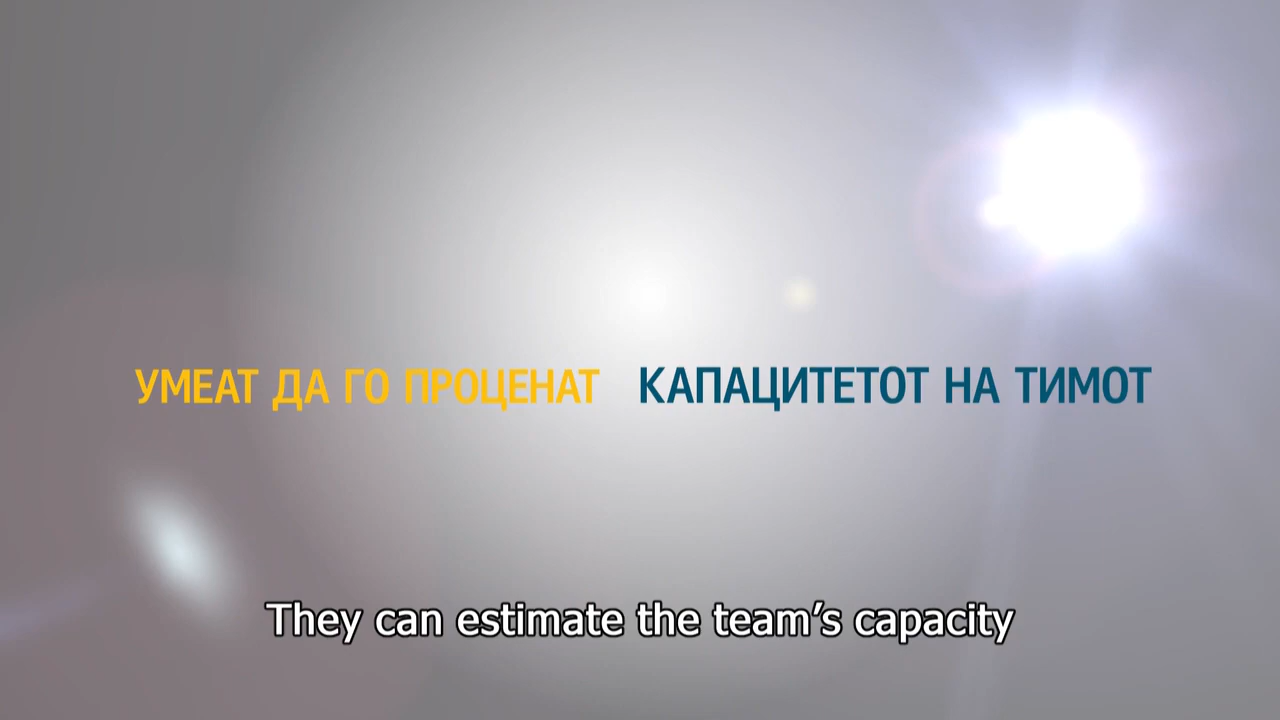 УМЕАТ ДА ГО ПРОЦЕНАТ КАПАЦИТЕТОТ НА ТИМОТ
They can estimate the team’s capacity